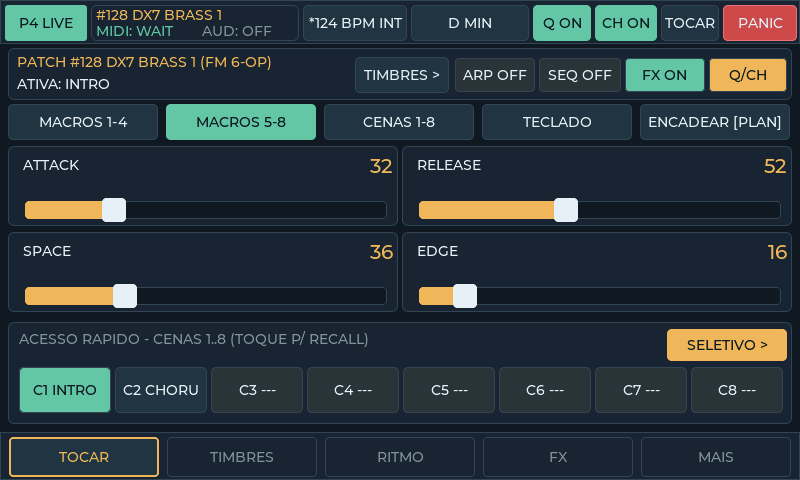 P4 LIVE
#128 DX7 BRASS 1
MIDI: WAIT AUD: OFF
*124 BPM INT
D MIN
Q ON
CH ON
TOCAR
PANIC
PATCH #128 DX7 BRASS 1 (FM 6-OP)
ATIVA: INTRO
TIMBRES >
ARP OFF
SEQ OFF
FX ON
Q/CH
MACROS 1-4
MACROS 5-8
CENAS 1-8
TECLADO
ENCADEAR [PLAN]
ATTACK 32
RELEASE 52
SPACE 36
EDGE 16
ACESSO RAPIDO - CENAS 1..8 (TOQUE P/ RECALL)
SELETIVO >
C1 INTRO
C2 CHORU
C3 ---
C4 ---
C5 ---
C6 ---
C7 ---
C8 ---
TOCAR
TIMBRES
RITMO
FX
MAIS